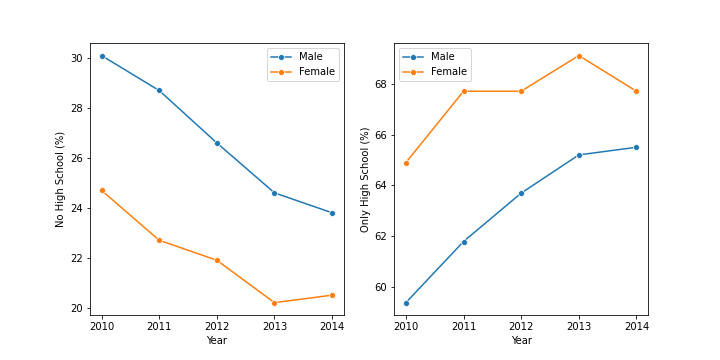 No High School (%)
30
28
26
24
22
20
2010 2011 2012 2013 2014
Year
Male
Female
Only High School (%)
68
66
64
62
60
2010 2011 2012 2013 2014
Year
Male
Female